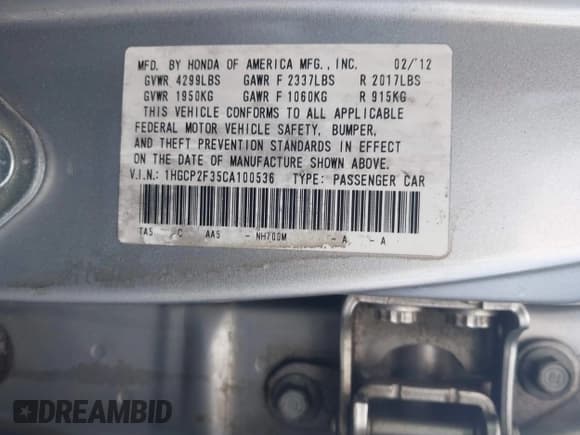 MFD. BY HONDA OF AMERICA MFG., INC. 02/12
GVWR 4299LBS GAWR F 2337LBS R 2017LBS
GVWR 1950KG GAWR F 1060KG R 915KG
THIS VEHICLE CONFORMS TO ALL APPLICABLE
FEDERAL MOTOR VEHICLE SAFETY, BUMPER,
AND THEFT PREVENTION STANDARDS IN EFFECT
ON THE DATE OF MANUFACTURE SHOWN ABOVE.
V.I.N.: 1HGCP2F35CA100536 TYPE: PASSENGER CAR
TA5 - C AA5 - NH700M - A - A
DREAMBID